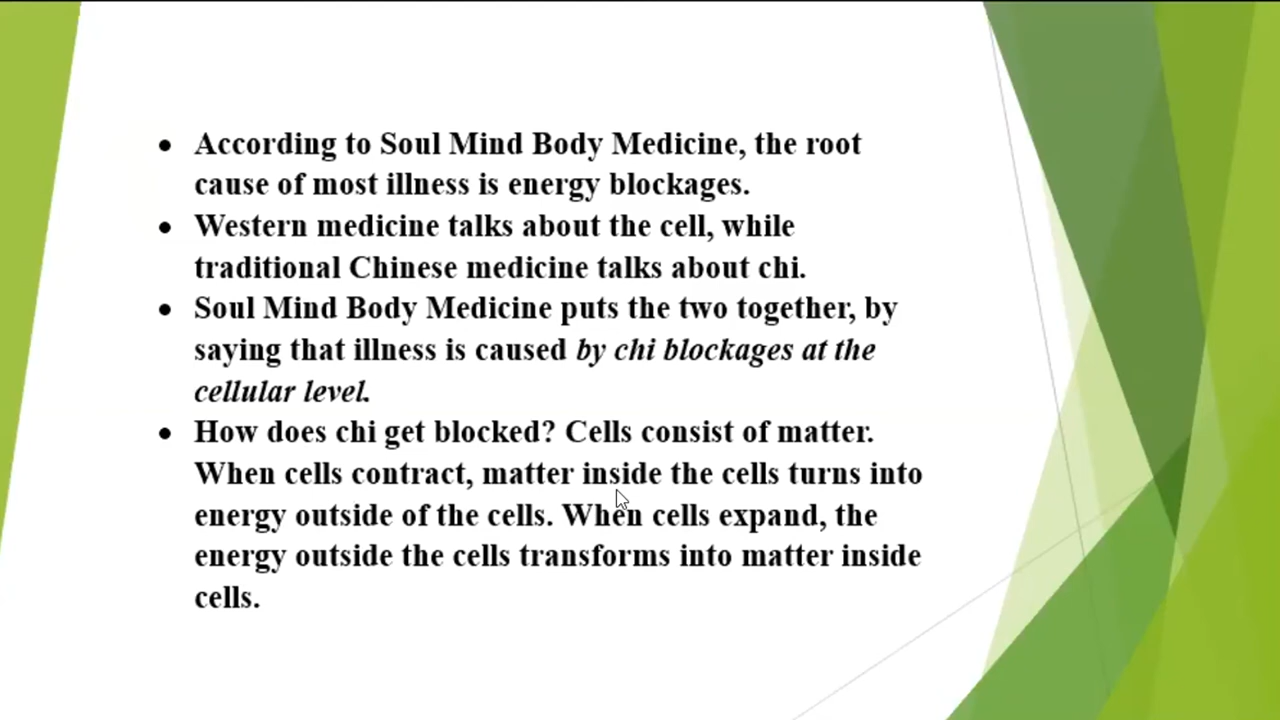 • According to Soul Mind Body Medicine, the root
cause of most illness is energy blockages.
• Western medicine talks about the cell, while
traditional Chinese medicine talks about chi.
• Soul Mind Body Medicine puts the two together, by
saying that illness is caused by chi blockages at the
cellular level.
• How does chi get blocked? Cells consist of matter.
When cells contract, matter inside the cells turns into
energy outside of the cells. When cells expand, the
energy outside the cells transforms into matter inside
cells.